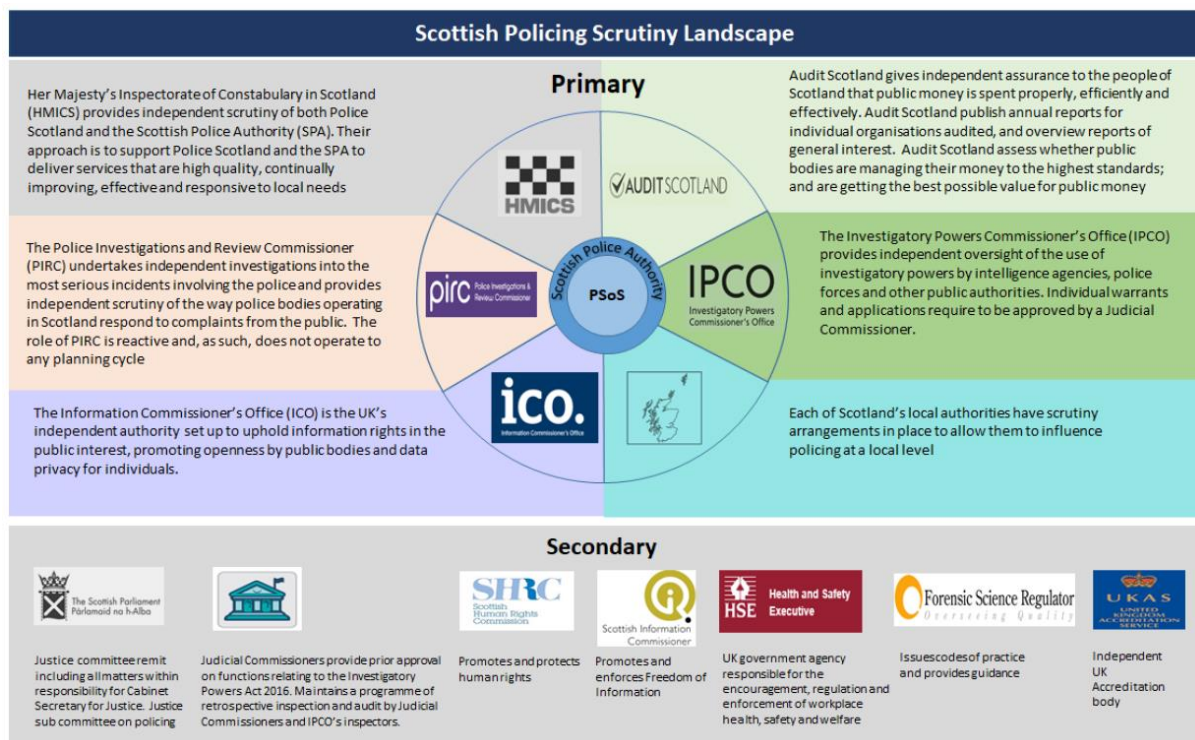 Scottish Policing Scrutiny Landscape
Primary
Her Majesty's Inspectorate of Constabulary in Scotland
(HMICS) provides independent scrutiny of both Police
Scotland and the Scottish Police Authority (SPA). Their
approach is to support Police Scotland and the SPA to
deliver services that are high quality, continually
improving, effective and responsive to local needs
Audit Scotland gives independent assurance to the people of
Scotland that public money is spent properly, efficiently and
effectively. Audit Scotland publish annual reports for
individual organisations audited, and overview reports of
general interest. Audit Scotland assess whether public
bodies are managing their money to the highest standards;
and are getting the best possible value for public money
HMICS
AUDIT SCOTLAND
The Police Investigations and Review Commissioner
(PIRC) undertakes independent investigations into the
most serious incidents involving the police and provides
independent scrutiny of the way police bodies operating
in Scotland respond to complaints from the public. The
role of PIRC is reactive and, as such, does not operate to
any planning cycle
pirc
Police Investigations &
Review Commissioner
Scottish Police Authority
PSoS
IPCO
Investigatory Powers
Commissioner's Office
The Investigatory Powers Commissioner's Office (IPCO)
provides independent oversight of the use of
investigatory powers by intelligence agencies, police
forces and other public authorities. Individual warrants
and applications require to be approved by a Judicial
Commissioner.
The Information Commissioner's Office (ICO) is the UK's
independent authority set up to uphold information rights in the
public interest, promoting openness by public bodies and data
privacy for individuals.
ico.
Information Commissioner's Office
Each of Scotland's local authorities have scrutiny
arrangements in place to allow them to influence
policing at a local level
Secondary
The Scottish Parliament
Pàrlamaid na h-Alba
Justice committee remit
including all matters within
responsibility for Cabinet
Secretary for Justice. Justice
sub committee on policing
Judicial Commissioners provide prior approval
on functions relating to the Investigatory
Powers Act 2016. Maintains a programme of
retrospective inspection and audit by Judicial
Commissioners and IPCO's inspectors.
SHRC
Scottish
Human Rights
Commission
Promotes and protects
human rights
Scottish Information
Commissioner
Promotes and
enforces Freedom of
Information
HSE
Health and Safety
Executive
UK government agency
responsible for the
encouragement, regulation and
enforcement of workplace
health, safety and welfare
Forensic Science Regulator
Overseeing Quality
Issues codes of practice
and provides guidance
UKAS
UNITED
KINGDOM
ACCREDITATION
SERVICE
Independent
UK
Accreditation
body